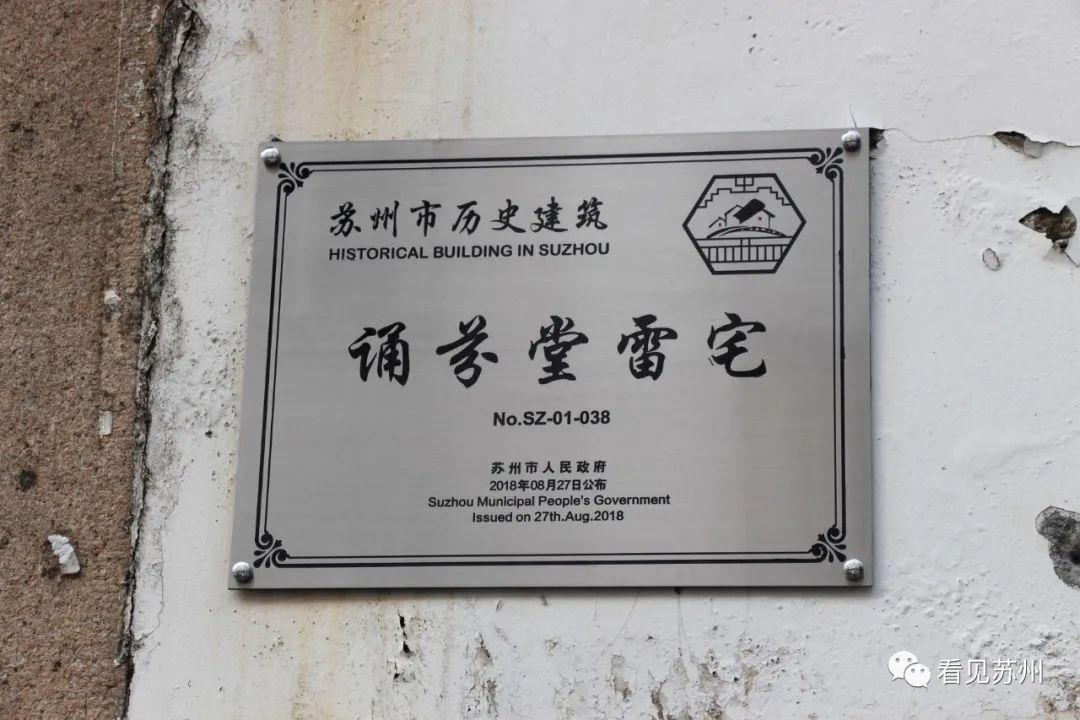 苏州市历史建筑
HISTORICAL BUILDING IN SUZHOU
诵芬堂雷宅
No.SZ-01-038
苏州市人民政府
2018年08月27日公布
Suzhou Municipal People's Government
Issued on 27th.Aug.2018
看见苏州